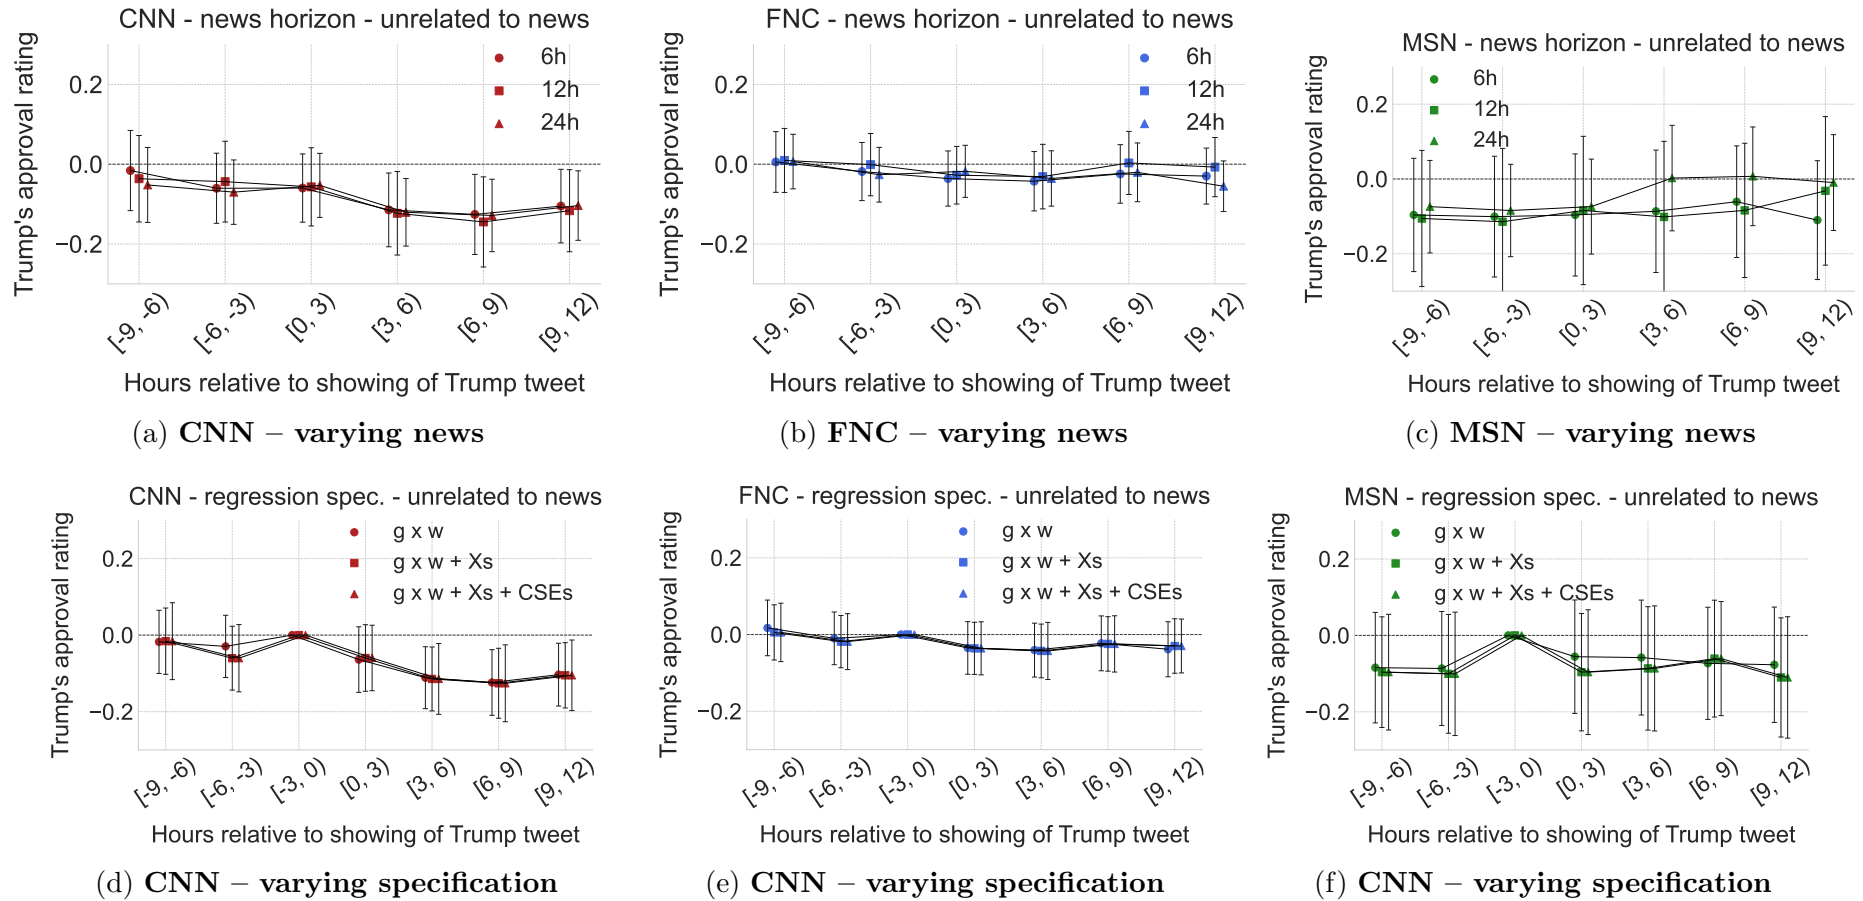 CNN - news horizon - unrelated to news
Trump's approval rating
0.2
0.0
−0.2
6h
12h
24h
[-9, -6)
[-6, -3)
[0, 3)
[3, 6)
[6, 9)
[9, 12)
Hours relative to showing of Trump tweet
(a) CNN – varying news
FNC - news horizon - unrelated to news
Trump's approval rating
0.2
0.0
−0.2
6h
12h
24h
[-9, -6)
[-6, -3)
[0, 3)
[3, 6)
[6, 9)
[9, 12)
Hours relative to showing of Trump tweet
(b) FNC – varying news
MSN - news horizon - unrelated to news
Trump's approval rating
0.2
0.0
−0.2
6h
12h
24h
[-9, -6)
[-6, -3)
[0, 3)
[3, 6)
[6, 9)
[9, 12)
Hours relative to showing of Trump tweet
(c) MSN – varying news
CNN - regression spec. - unrelated to news
Trump's approval rating
0.2
0.0
−0.2
g x w
g x w + Xs
g x w + Xs + CSEs
[-9, -6)
[-6, -3)
[-3, 0)
[0, 3)
[3, 6)
[6, 9)
[9, 12)
Hours relative to showing of Trump tweet
(d) CNN – varying specification
FNC - regression spec. - unrelated to news
Trump's approval rating
0.2
0.0
−0.2
g x w
g x w + Xs
g x w + Xs + CSEs
[-9, -6)
[-6, -3)
[-3, 0)
[0, 3)
[3, 6)
[6, 9)
[9, 12)
Hours relative to showing of Trump tweet
(e) CNN – varying specification
MSN - regression spec. - unrelated to news
Trump's approval rating
0.2
0.0
−0.2
g x w
g x w + Xs
g x w + Xs + CSEs
[-9, -6)
[-6, -3)
[-3, 0)
[0, 3)
[3, 6)
[6, 9)
[9, 12)
Hours relative to showing of Trump tweet
(f) CNN – varying specification